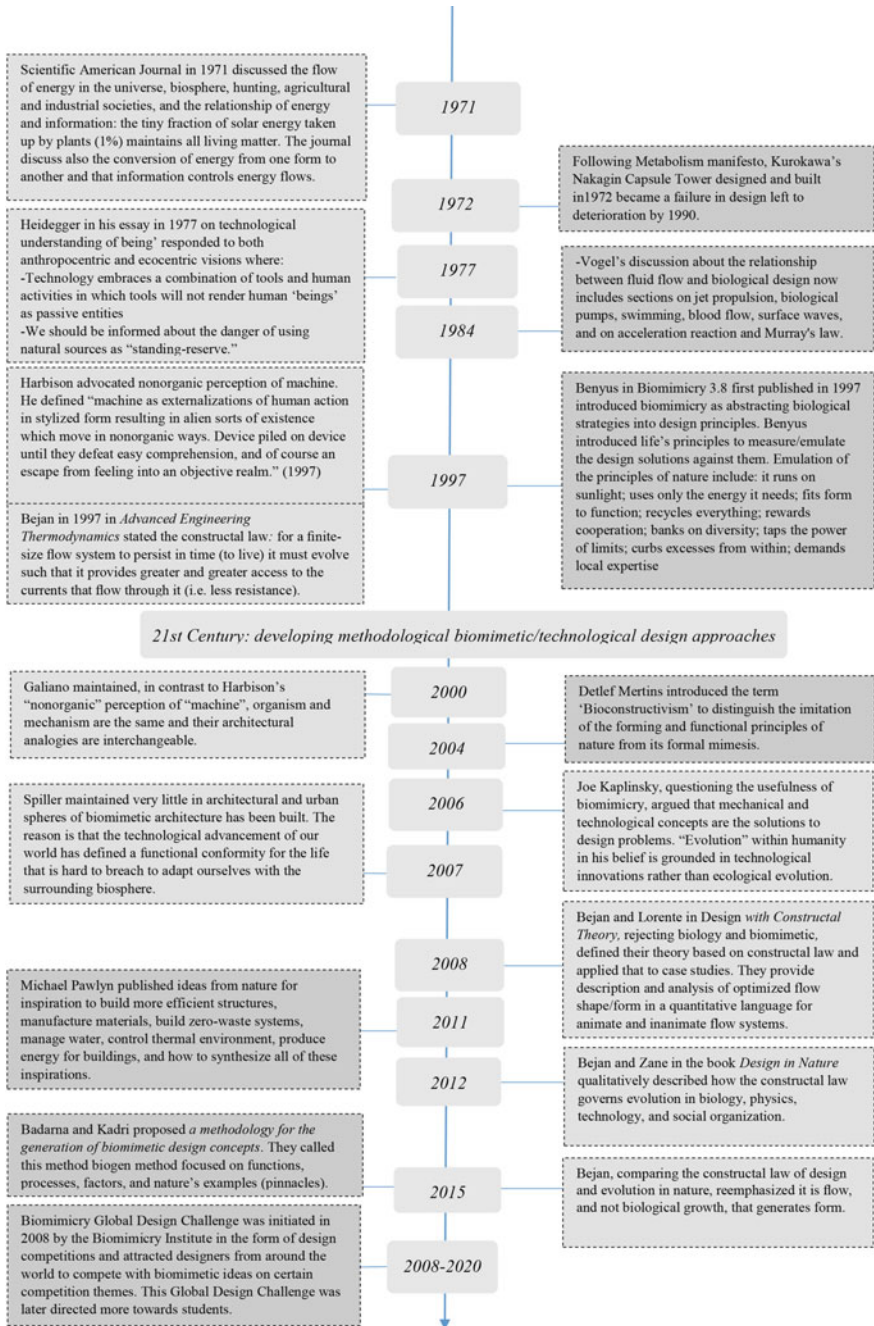 Scientific American Journal in 1971 discussed the flow
of energy in the universe, biosphere, hunting, agricultural
and industrial societies, and the relationship of energy
and information: the tiny fraction of solar energy taken
up by plants (1%) maintains all living matter. The journal
discuss also the conversion of energy from one form to
another and that information controls energy flows.
1971
Following Metabolism manifesto, Kurokawa's
Nakagin Capsule Tower designed and built
in1972 became a failure in design left to
deterioration by 1990.
1972
Heidegger in his essay in 1977 on technological
understanding of being' responded to both
anthropocentric and ecocentric visions where:
-Technology embraces a combination of tools and human
activities in which tools will not render human 'beings'
as passive entities
-We should be informed about the danger of using
natural sources as "standing-reserve."
1977
-Vogel's discussion about the relationship
between fluid flow and biological design now
includes sections on jet propulsion, biological
pumps, swimming, blood flow, surface waves,
and on acceleration reaction and Murray's law.
1984
Harbison advocated nonorganic perception of machine.
He defined "machine as externalizations of human action
in stylized form resulting in alien sorts of existence
which move in nonorganic ways. Device piled on device
until they defeat easy comprehension, and of course an
escape from feeling into an objective realm." (1997)
Bejan in 1997 in Advanced Engineering
Thermodynamics stated the constructal law: for a finite-
size flow system to persist in time (to live) it must evolve
such that it provides greater and greater access to the
currents that flow through it (i.e. less resistance).
1997
Benyus in Biomimicry 3.8 first published in 1997
introduced biomimicry as abstracting biological
strategies into design principles. Benyus
introduced life's principles to measure/emulate
the design solutions against them. Emulation of
the principles of nature include: it runs on
sunlight; uses only the energy it needs; fits form
to function; recycles everything; rewards
cooperation; banks on diversity; taps the power
of limits; curbs excesses from within; demands
local expertise
21st Century: developing methodological biomimetic/technological design approaches
Galiano maintained, in contrast to Harbison's
"nonorganic" perception of "machine", organism and
mechanism are the same and their architectural
analogies are interchangeable.
2000
Detlef Mertins introduced the term
'Bioconstructivism' to distinguish the imitation
of the forming and functional principles of
nature from its formal mimesis.
2004
Joe Kaplinsky, questioning the usefulness of
biomimicry, argued that mechanical and
technological concepts are the solutions to
design problems. "Evolution" within humanity
in his belief is grounded in technological
innovations rather than ecological evolution.
2006
Spiller maintained very little in architectural and urban
spheres of biomimetic architecture has been built. The
reason is that the technological advancement of our
world has defined a functional conformity for the life
that is hard to breach to adapt ourselves with the
surrounding biosphere.
2007
Bejan and Lorente in Design with Constructal
Theory, rejecting biology and biomimetic,
defined their theory based on constructal law and
applied that to case studies. They provide
description and analysis of optimized flow
shape/form in a quantitative language for
animate and inanimate flow systems.
2008
Michael Pawlyn published ideas from nature for
inspiration to build more efficient structures,
manufacture materials, build zero-waste systems,
manage water, control thermal environment, produce
energy for buildings, and how to synthesize all of these
inspirations.
2011
2012
Bejan and Zane in the book Design in Nature
qualitatively described how the constructal law
governs evolution in biology, physics,
technology, and social organization.
Badarna and Kadri proposed a methodology for the
generation of biomimetic design concepts. They called
this method biogen method focused on functions,
processes, factors, and nature's examples (pinnacles).
2015
Bejan, comparing the constructal law of design
and evolution in nature, reemphasized it is flow,
and not biological growth, that generates form.
Biomimicry Global Design Challenge was initiated in
2008 by the Biomimicry Institute in the form of design
competitions and attracted designers from around the
world to compete with biomimetic ideas on certain
competition themes. This Global Design Challenge was
later directed more towards students.
2008-2020